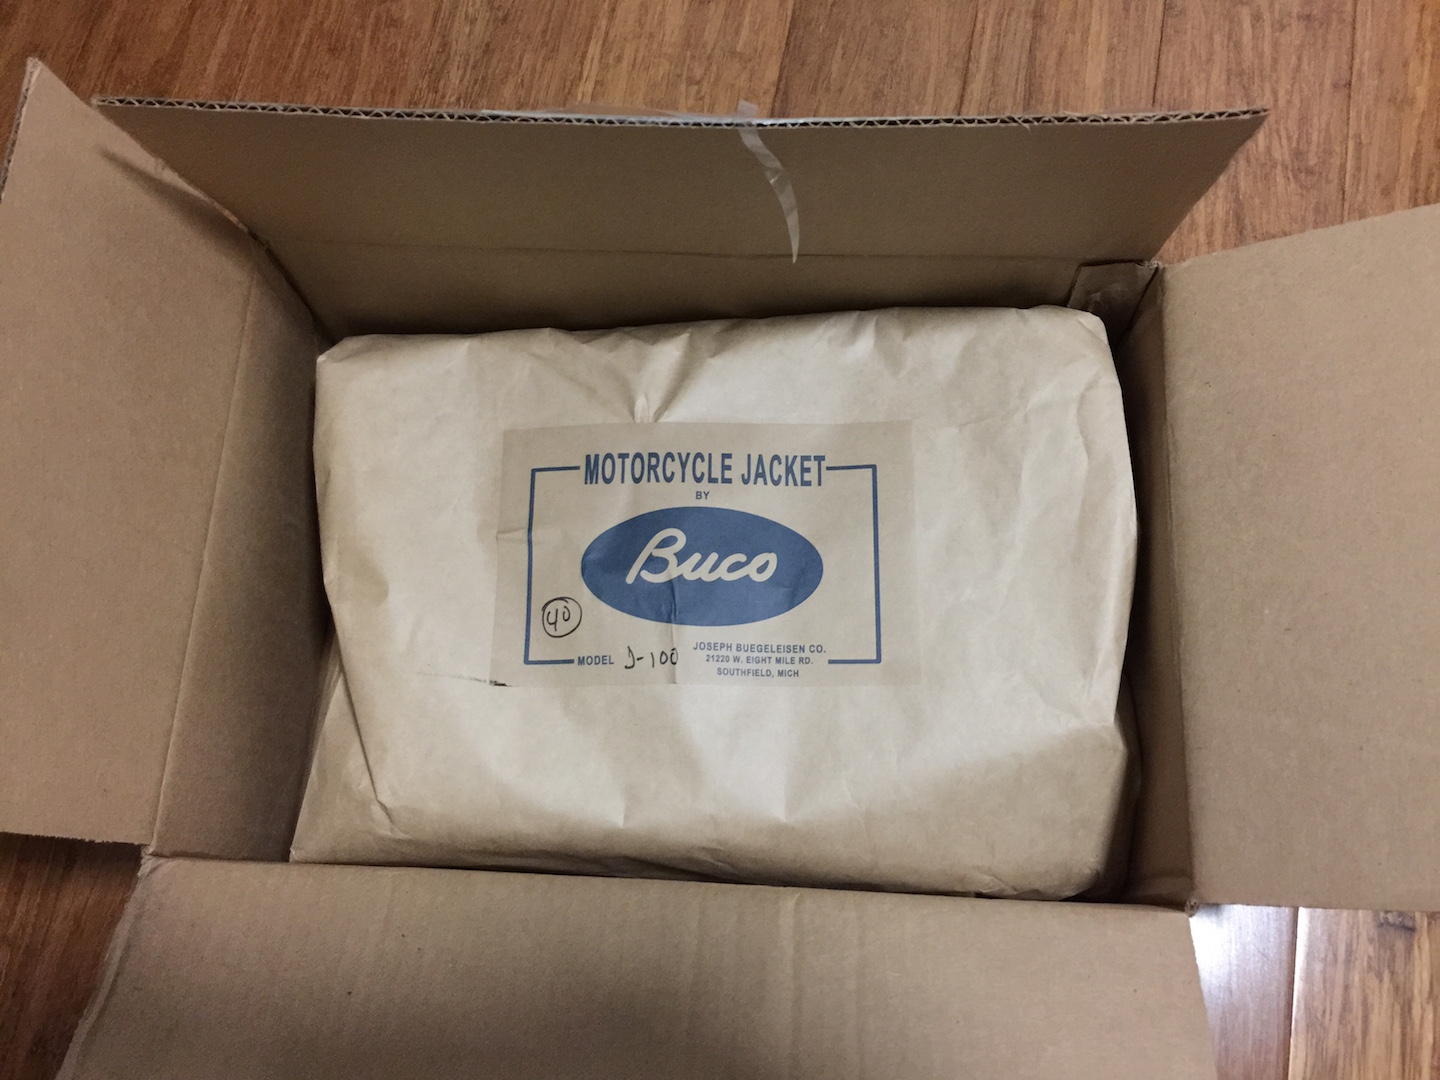 MOTORCYCLE JACKET
BY
Buco
40
MODEL J-100
JOSEPH BUEGELEISEN CO.
21220 W. EIGHT MILE RD.
SOUTHFIELD, MICH